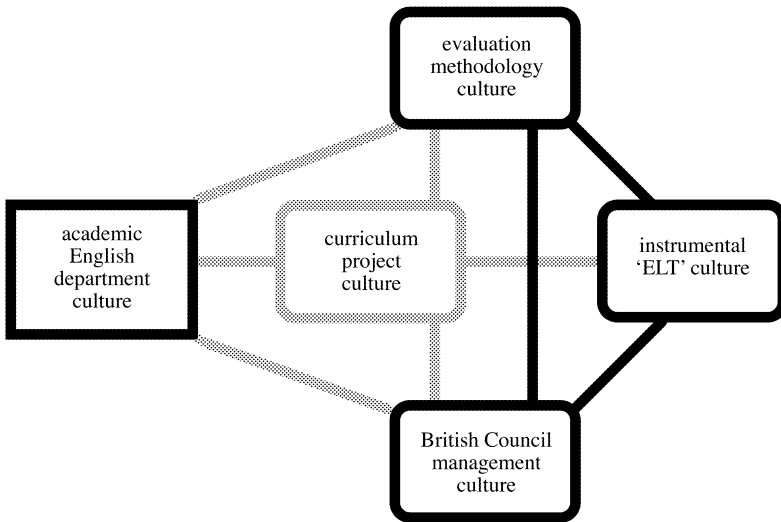 evaluation
methodology
culture
academic
English
department
culture
curriculum
project
culture
instrumental
‘ELT’ culture
British Council
management
culture